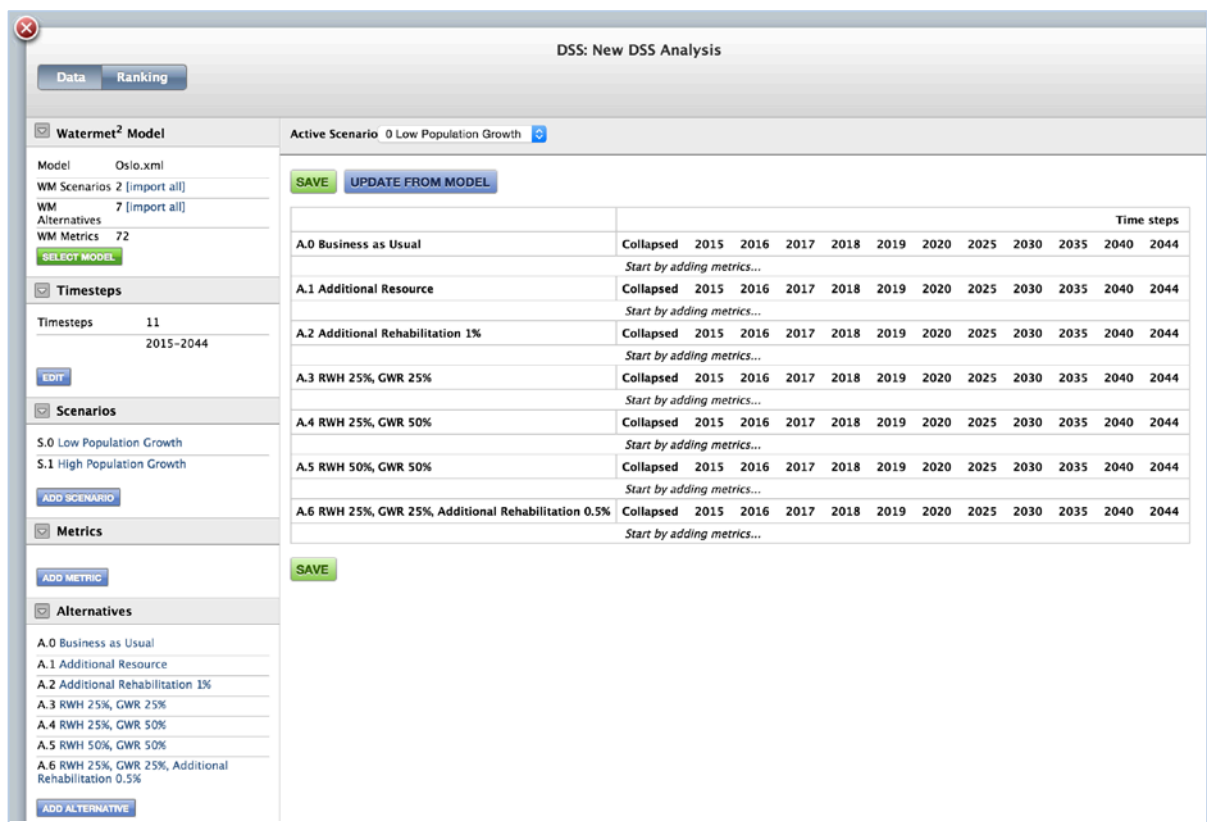 DSS: New DSS Analysis
Data Ranking
Watermet2 Model
Model Oslo.xml
WM Scenarios 2 [import all]
WM Alternatives 7 [import all]
WM Metrics 72
SELECT MODEL
Timesteps
Timesteps 11
2015-2044
EDIT
Scenarios
S.0 Low Population Growth
S.1 High Population Growth
ADD SCENARIO
Metrics
ADD METRIC
Alternatives
A.0 Business as Usual
A.1 Additional Resource
A.2 Additional Rehabilitation 1%
A.3 RWH 25%, GWR 25%
A.4 RWH 25%, GWR 50%
A.5 RWH 50%, GWR 50%
A.6 RWH 25%, GWR 25%, Additional
Rehabilitation 0.5%
ADD ALTERNATIVE
Active Scenario 0 Low Population Growth
SAVE UPDATE FROM MODEL
Time steps
A.0 Business as Usual Collapsed 2015 2016 2017 2018 2019 2020 2025 2030 2035 2040 2044
Start by adding metrics...
A.1 Additional Resource Collapsed 2015 2016 2017 2018 2019 2020 2025 2030 2035 2040 2044
Start by adding metrics...
A.2 Additional Rehabilitation 1% Collapsed 2015 2016 2017 2018 2019 2020 2025 2030 2035 2040 2044
Start by adding metrics...
A.3 RWH 25%, GWR 25% Collapsed 2015 2016 2017 2018 2019 2020 2025 2030 2035 2040 2044
Start by adding metrics...
A.4 RWH 25%, GWR 50% Collapsed 2015 2016 2017 2018 2019 2020 2025 2030 2035 2040 2044
Start by adding metrics...
A.5 RWH 50%, GWR 50% Collapsed 2015 2016 2017 2018 2019 2020 2025 2030 2035 2040 2044
Start by adding metrics...
A.6 RWH 25%, GWR 25%, Additional Rehabilitation 0.5% Collapsed 2015 2016 2017 2018 2019 2020 2025 2030 2035 2040 2044
Start by adding metrics...
SAVE